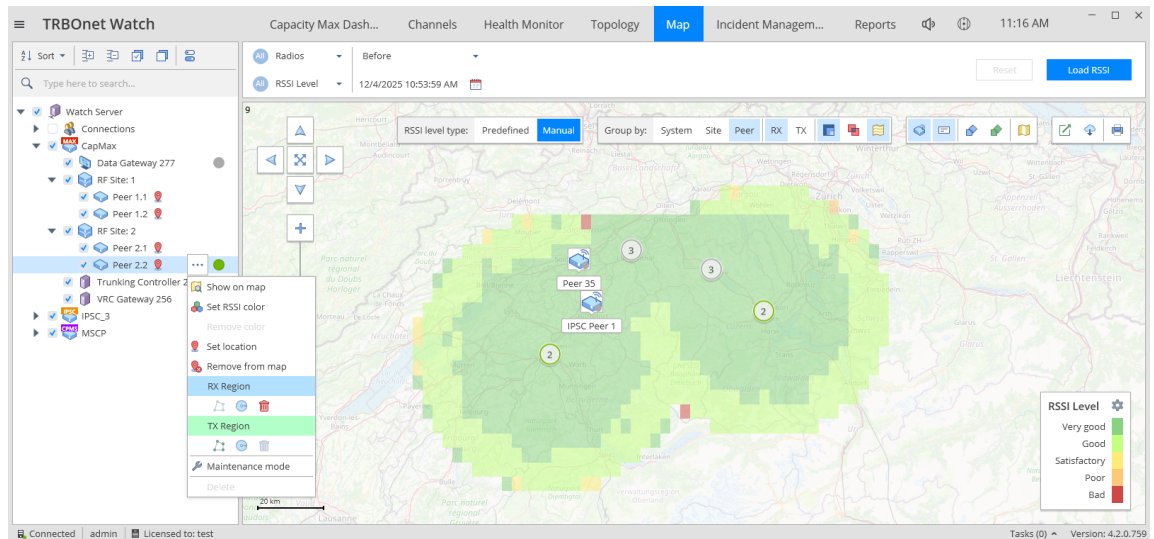 TRBOnet Watch
Capacity Max Dash...
Channels
Health Monitor
Topology
Map
Incident Managem...
Reports
11:16 AM
Sort
Type here to search...
Watch Server
Connections
CapMax
Data Gateway 277
RF Site: 1
Peer 1.1
Peer 1.2
RF Site: 2
Peer 2.1
Peer 2.2
Trunking Controller 2
VRC Gateway 256
IPSC_3
MSCP
Show on map
Set RSSI color
Remove color
Set location
Remove from map
RX Region
TX Region
Maintenance mode
Delete
All Radios
Before
All RSSI Level
12/4/2025 10:53:59 AM
Reset
Load RSSI
9
RSSI level type: Predefined Manual
Group by: System Site Peer RX TX
3
3
Peer 35
IPSC Peer 1
2
2
Zürich
Winterthur
Liechtenstein
Lausanne
Bulle
Interlaken
20 km
RSSI Level
Very good
Good
Satisfactory
Poor
Bad
Connected
admin
Licensed to: test
Tasks (0)
Version: 4.2.0.759